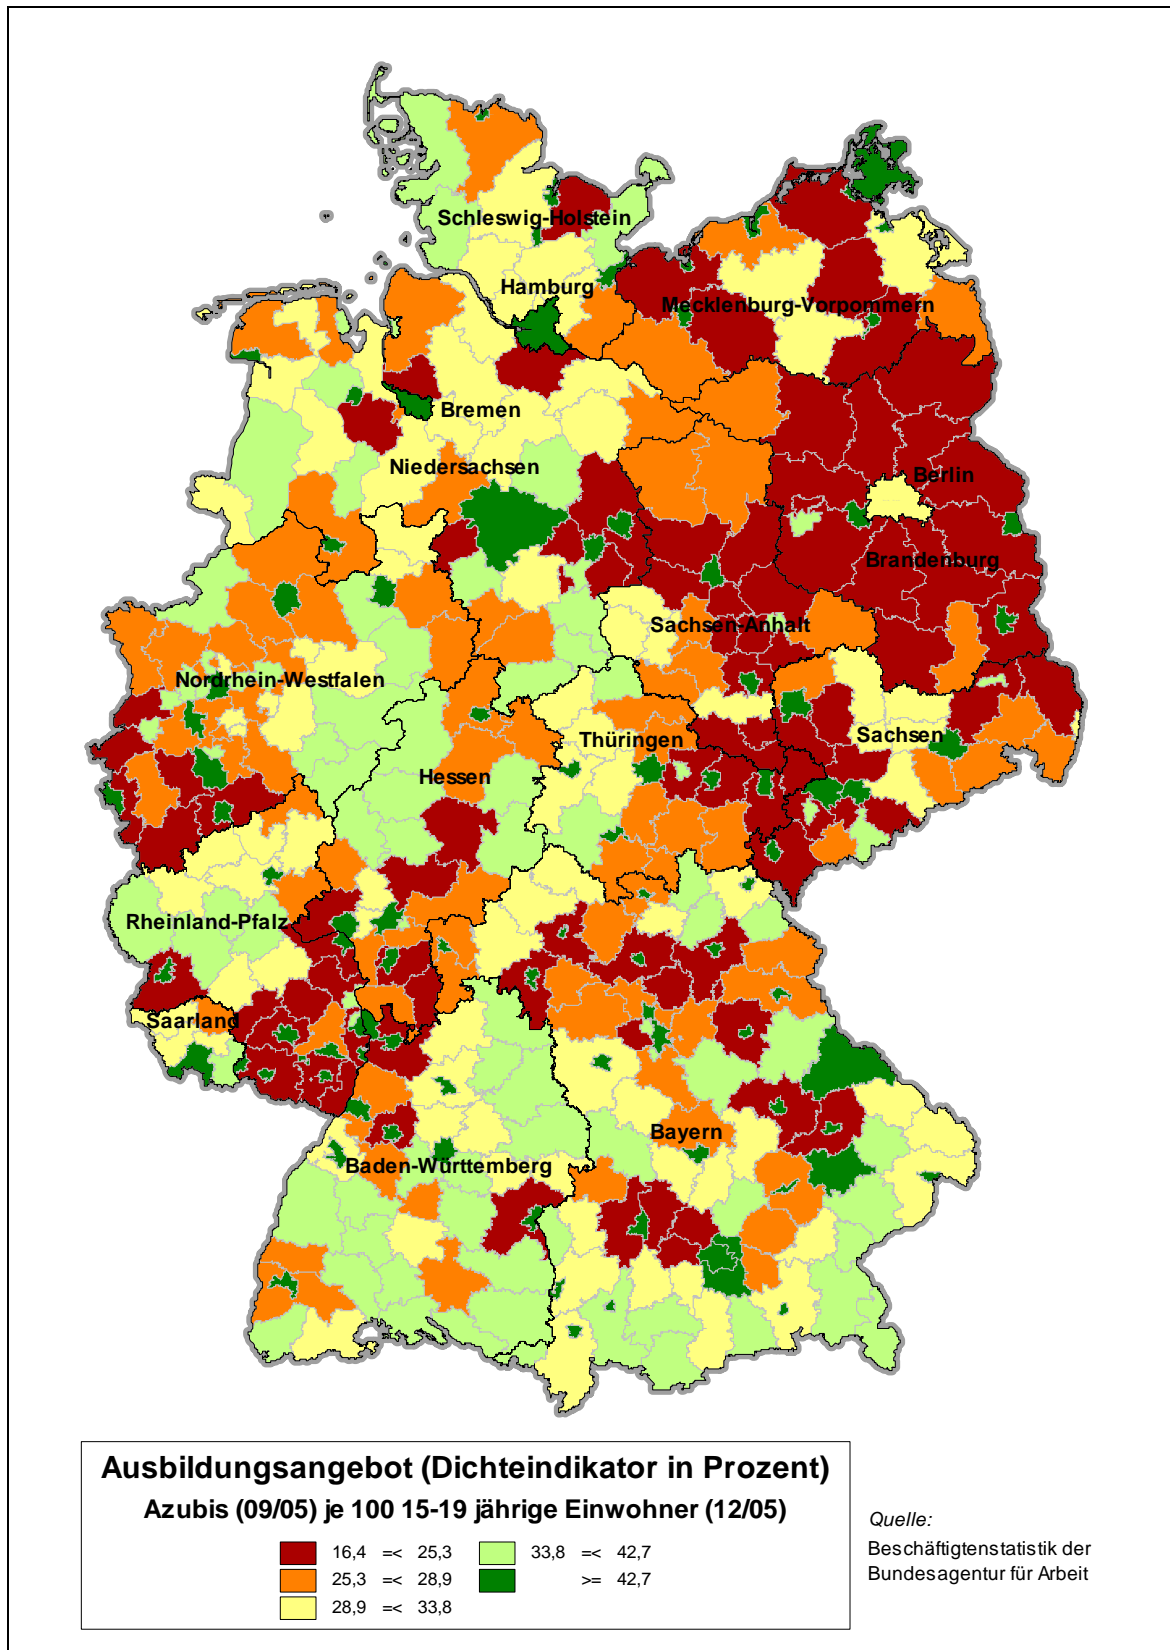 Schleswig-Holstein
Hamburg
Mecklenburg-Vorpommern
Bremen
Niedersachsen
Berlin
Brandenburg
Sachsen-Anhalt
Nordrhein-Westfalen
Sachsen
Thüringen
Hessen
Rheinland-Pfalz
Saarland
Bayern
Baden-Württemberg
Ausbildungsangebot (Dichteindikator in Prozent)
Azubis (09/05) je 100 15-19 jährige Einwohner (12/05)
16,4 =< 25,3
25,3 =< 28,9
28,9 =< 33,8
33,8 =< 42,7
>= 42,7
Quelle:
Beschäftigtenstatistik der
Bundesagentur für Arbeit